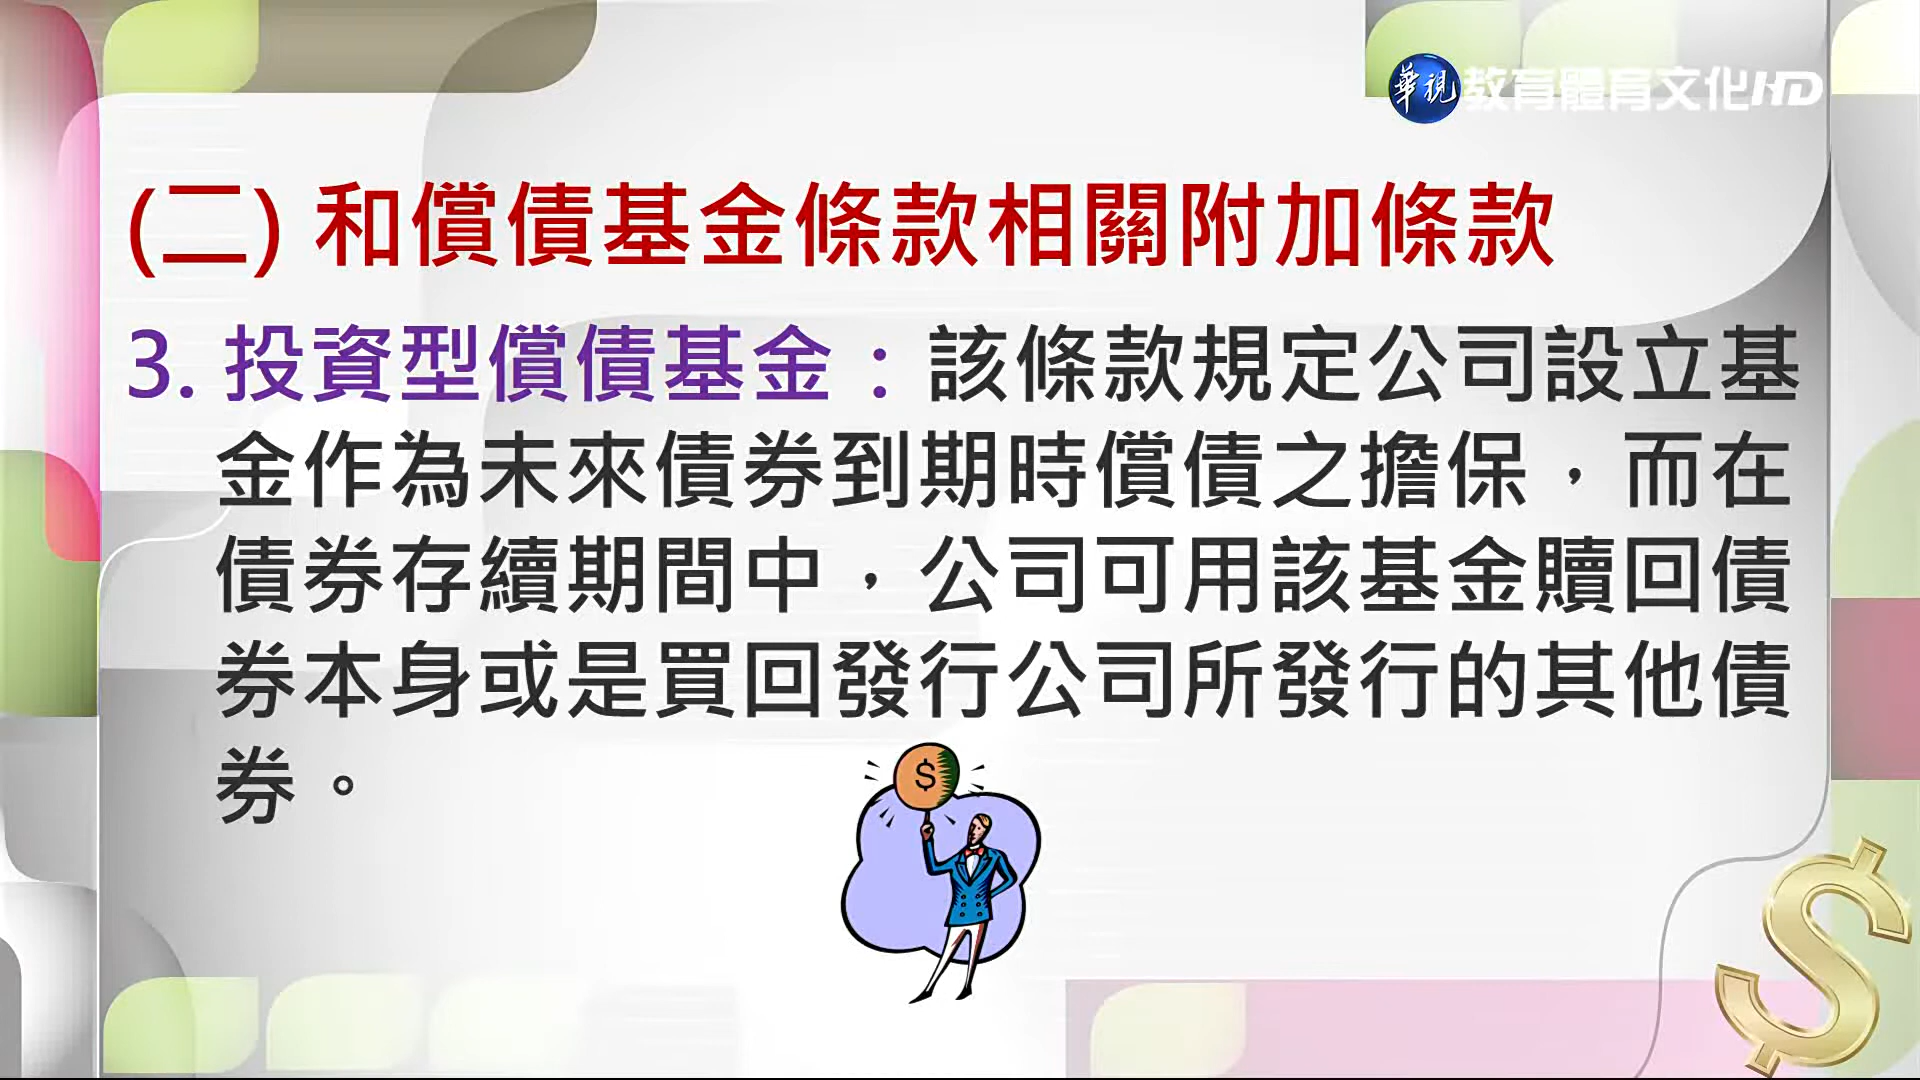 華視 教育體育文化HD
(二) 和償債基金條款相關附加條款
3. 投資型償債基金：該條款規定公司設立基
金作為未來債券到期時償債之擔保，而在
債券存續期間中，公司可用該基金贖回債
券本身或是買回發行公司所發行的其他債
券。
$